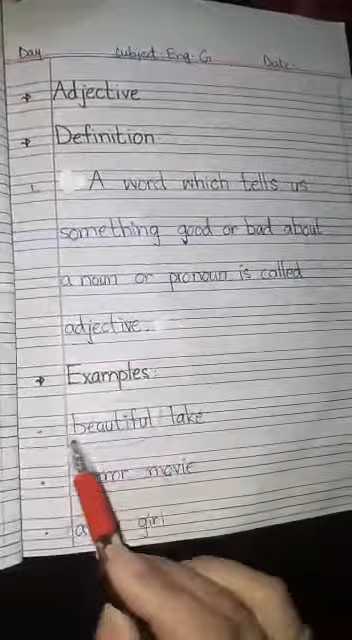 Day Subject Eng. G Date:
→ Adjective
→ Definition
1. A word which tells us
something good or bad about
a noun or pronoun is called
adjective.
→ Examples:
beautiful lake
movie
girl